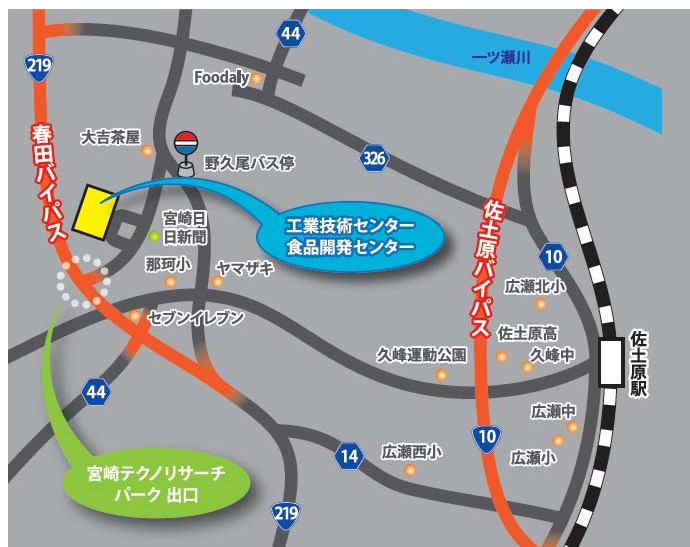 44
一ツ瀬川
219
Foodaly
春田バイパス
大吉茶屋
野久尾バス停
326
工業技術センター
食品開発センター
佐土原バイパス
宮崎日
日新聞
10
那珂小
ヤマザキ
広瀬北小
セブンイレブン
佐土原高
久峰運動公園
久峰中
佐土原駅
44
広瀬中
10
広瀬小
14
広瀬西小
宮崎テクノリサーチ
パーク 出口
219